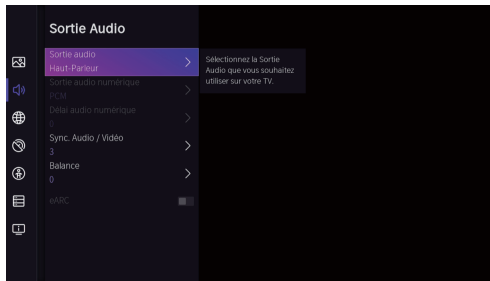 Sortie Audio
Sortie audio
Haut-Parleur
Sélectionnez la Sortie
Audio que vous souhaitez
utiliser sur votre TV.
Sortie audio numérique
PCM
Délai audio numérique
0
Sync. Audio / Vidéo
3
Balance
0
eARC